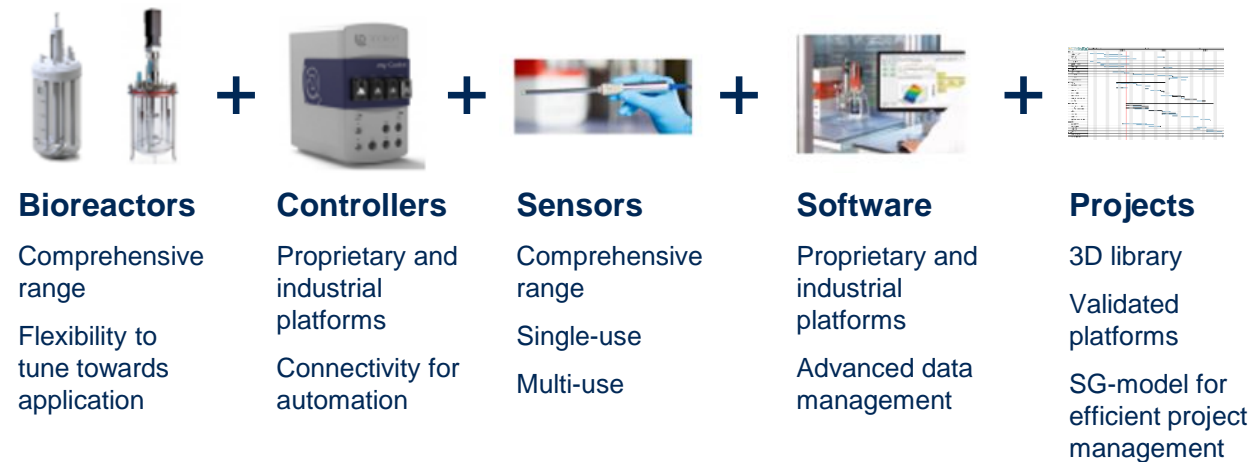 Bioreactors
Comprehensive
range
Flexibility to
tune towards
application
Controllers
Proprietary and
industrial
platforms
Connectivity for
automation
Sensors
Comprehensive
range
Single-use
Multi-use
Software
Proprietary and
industrial
platforms
Advanced data
management
Projects
3D library
Validated
platforms
SG-model for
efficient project
management